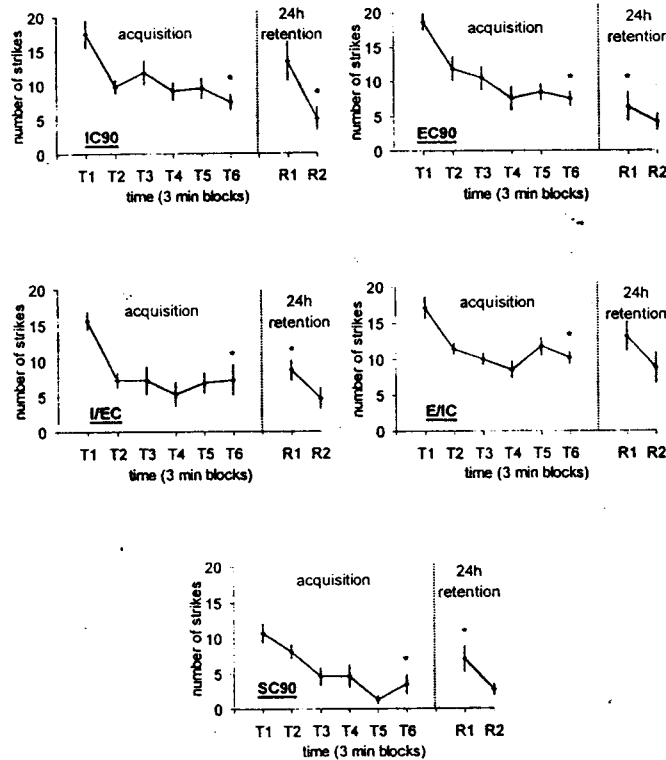 number of strikes
20
15
10
5
0
acquisition
24h
retention
*
*
IC90
T1 T2 T3 T4 T5 T6 R1 R2
time (3 min blocks)
number of strikes
20
15
10
5
0
acquisition
24h
retention
*
*
EC90
T1 T2 T3 T4 T5 T6 R1 R2
time (3 min blocks)
number of strikes
20
15
10
5
0
acquisition
24h
retention
*
*
I/EC
T1 T2 T3 T4 T5 T6 R1 R2
time (3 min blocks)
number of strikes
20
15
10
5
0
acquisition
24h
retention
*
E/IC
T1 T2 T3 T4 T5 T6 R1 R2
time (3 min blocks)
number of strikes
20
15
10
5
0
acquisition
24h
retention
*
*
SC90
T1 T2 T3 T4 T5 T6 R1 R2
time (3 min blocks)